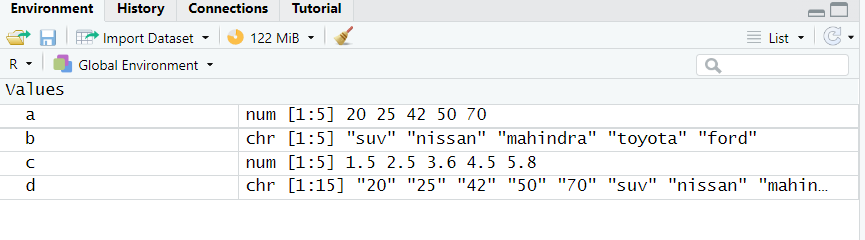 Environment History Connections Tutorial
Import Dataset 122 MiB List
R Global Environment
Values
a num [1:5] 20 25 42 50 70
b chr [1:5] "suv" "nissan" "mahindra" "toyota" "ford"
c num [1:5] 1.5 2.5 3.6 4.5 5.8
d chr [1:15] "20" "25" "42" "50" "70" "suv" "nissan" "mahin…